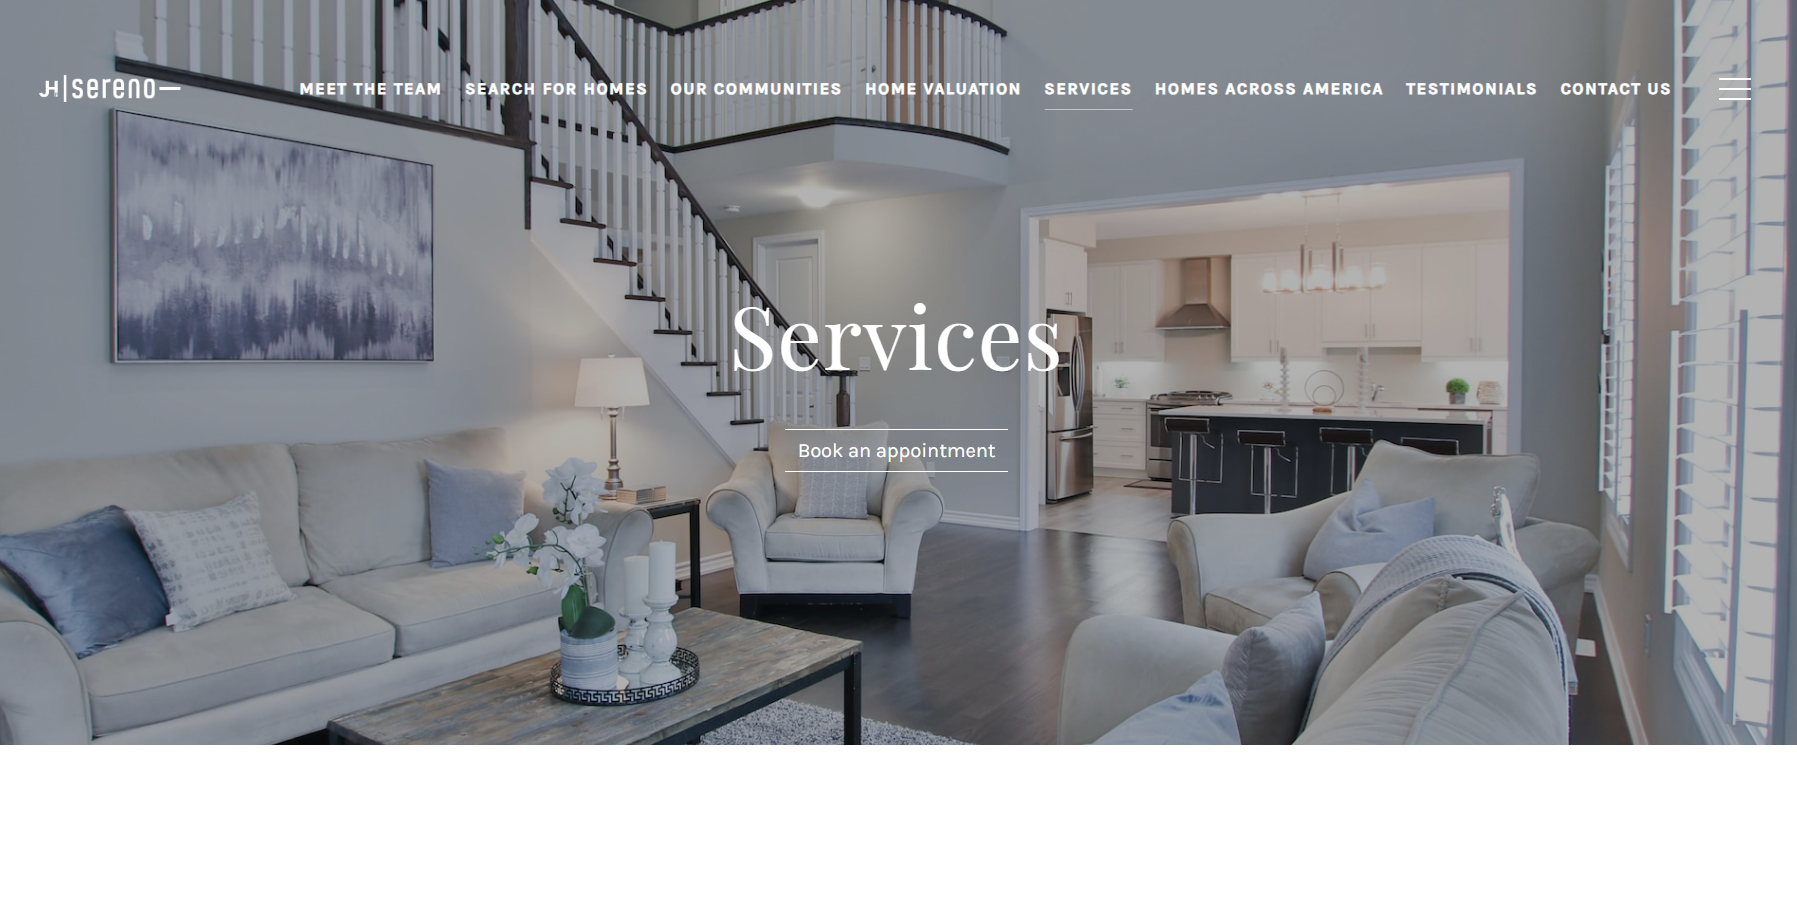 JH|sereno
MEET THE TEAM SEARCH FOR HOMES OUR COMMUNITIES HOME VALUATION SERVICES HOMES ACROSS AMERICA TESTIMONIALS CONTACT US
Services
Book an appointment